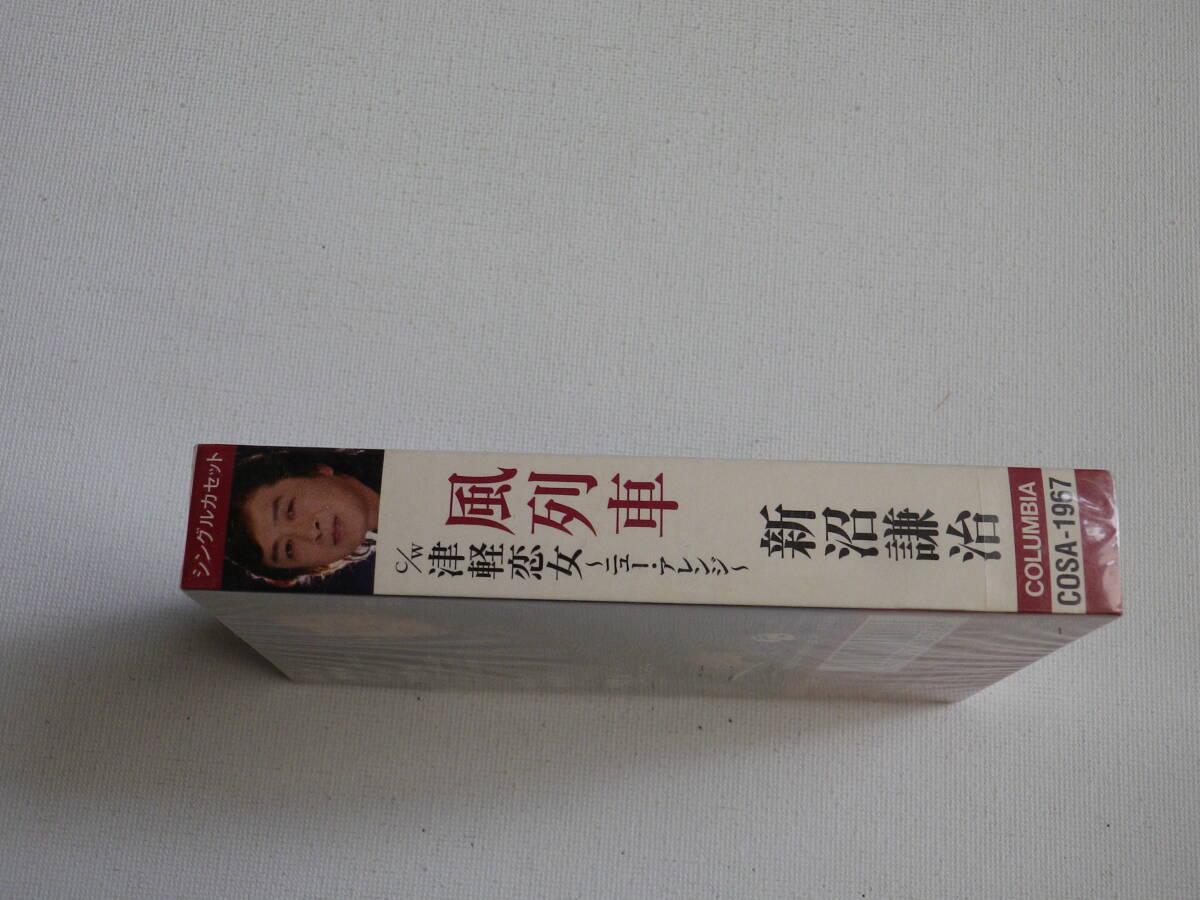 シングルカセット
風列車
c/w 津軽恋女 ～ニュー・アレンジ～
新沼謙治
COLUMBIA
COSA-1967